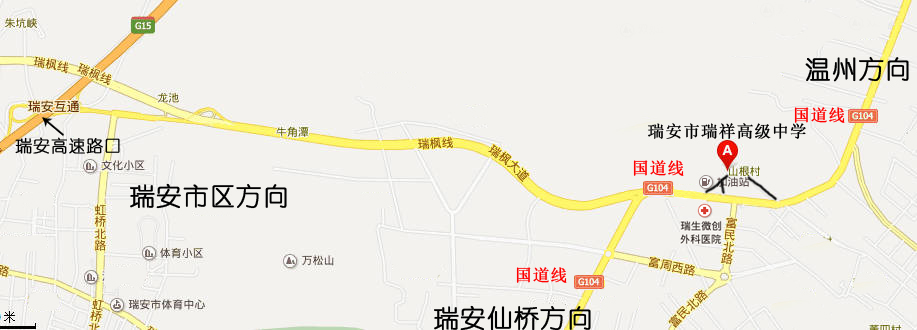 朱坑峡
G15
瑞枫线
瑞枫线
温州方向
瑞安互通
龙池
国道线
G104
瑞安高速路口
牛角潭
瑞枫线
瑞枫大道
瑞安市瑞祥高级中学
A
山根村
文化小区
国道线
G104
加油站
瑞安市区方向
瑞生微创
外科医院
虹桥北路
富民北路
体育小区
万松山
富周西路
国道线
G104
瑞安市体育中心
虹桥北路
富民北路
米
瑞安仙桥方向